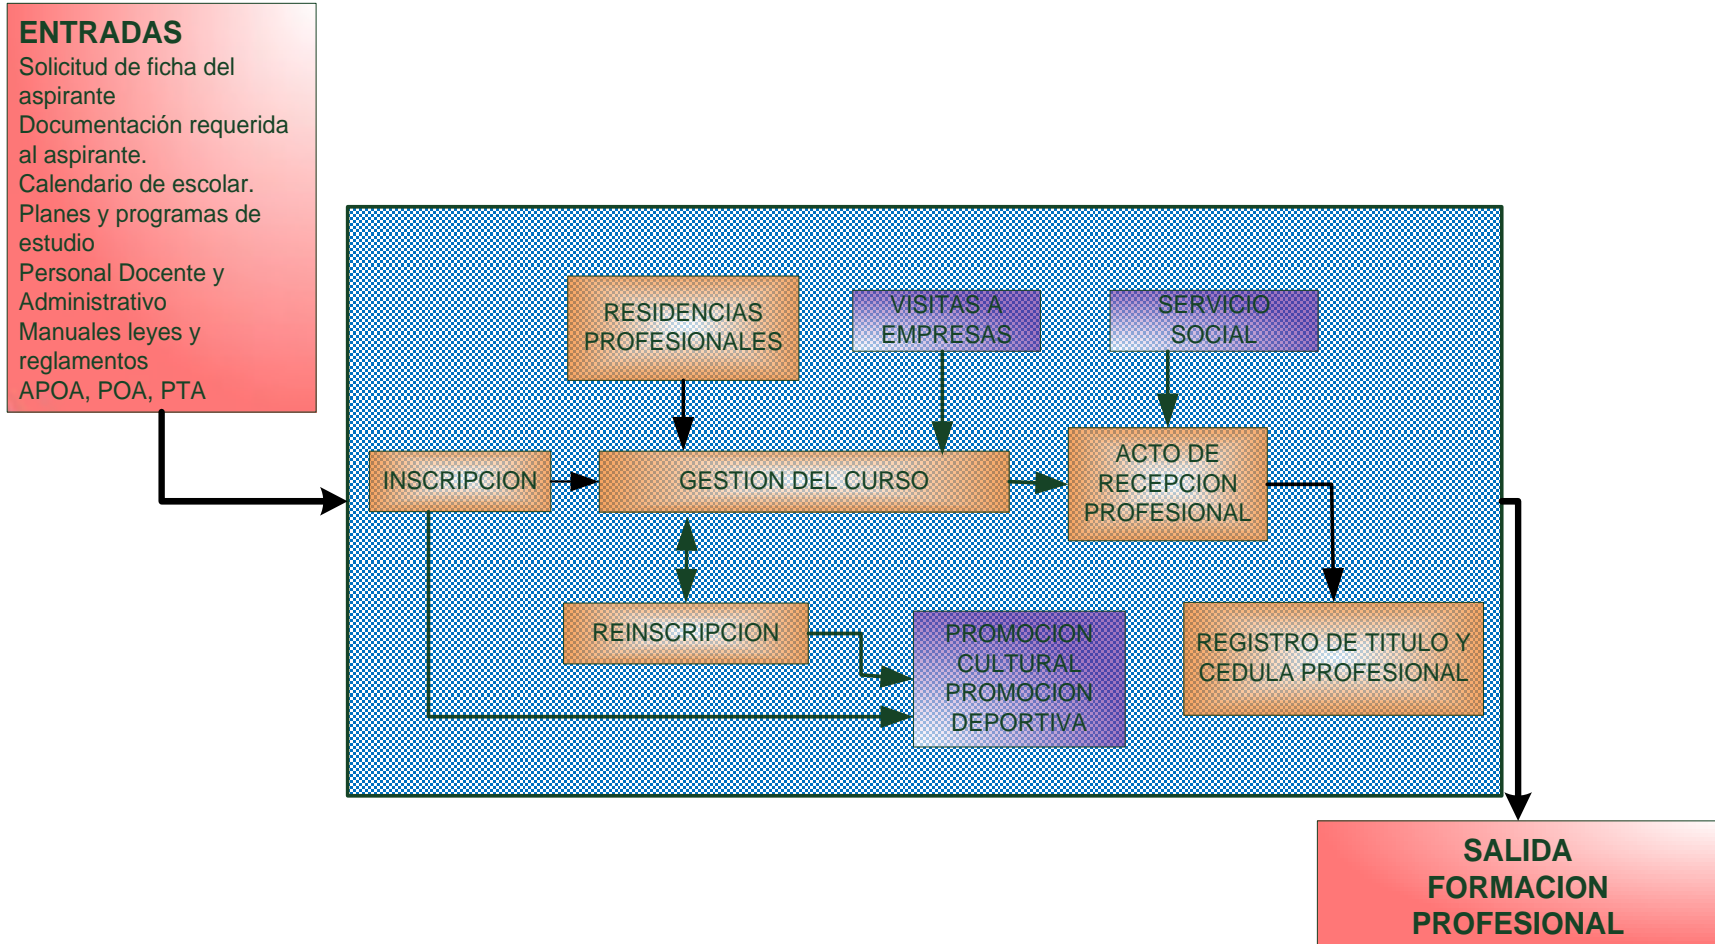 ENTRADAS
Solicitud de ficha del
aspirante
Documentación requerida
al aspirante.
Calendario de escolar.
Planes y programas de
estudio
Personal Docente y
Administrativo
Manuales leyes y
reglamentos
APOA, POA, PTA
RESIDENCIAS
PROFESIONALES
VISITAS A
EMPRESAS
SERVICIO
SOCIAL
INSCRIPCION
GESTION DEL CURSO
ACTO DE
RECEPCION
PROFESIONAL
REINSCRIPCION
PROMOCION
CULTURAL
PROMOCION
DEPORTIVA
REGISTRO DE TITULO Y
CEDULA PROFESIONAL
SALIDA
FORMACION
PROFESIONAL